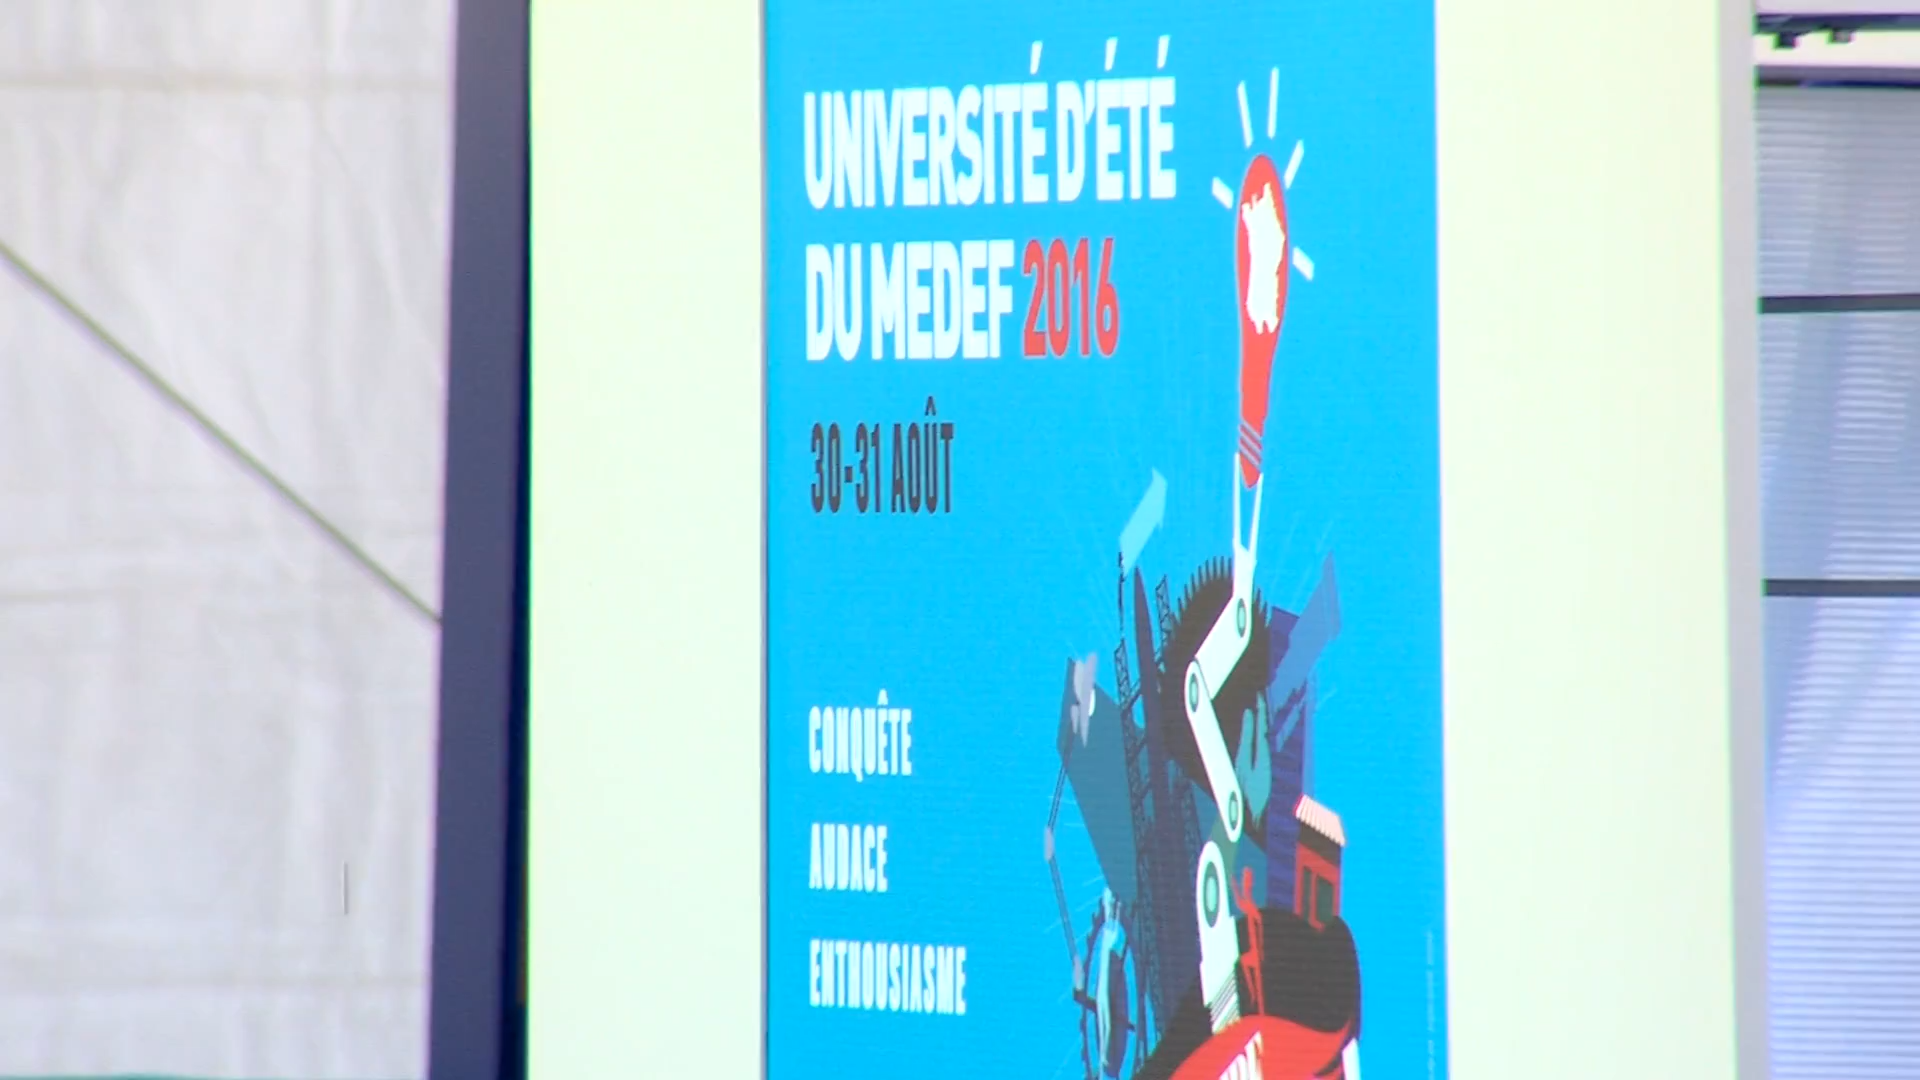 UNIVERSITÉ D'ÉTÉ
DU MEDEF 2016
30-31 AOÛT
CONQUÊTE
AUDACE
ENTHOUSIASME